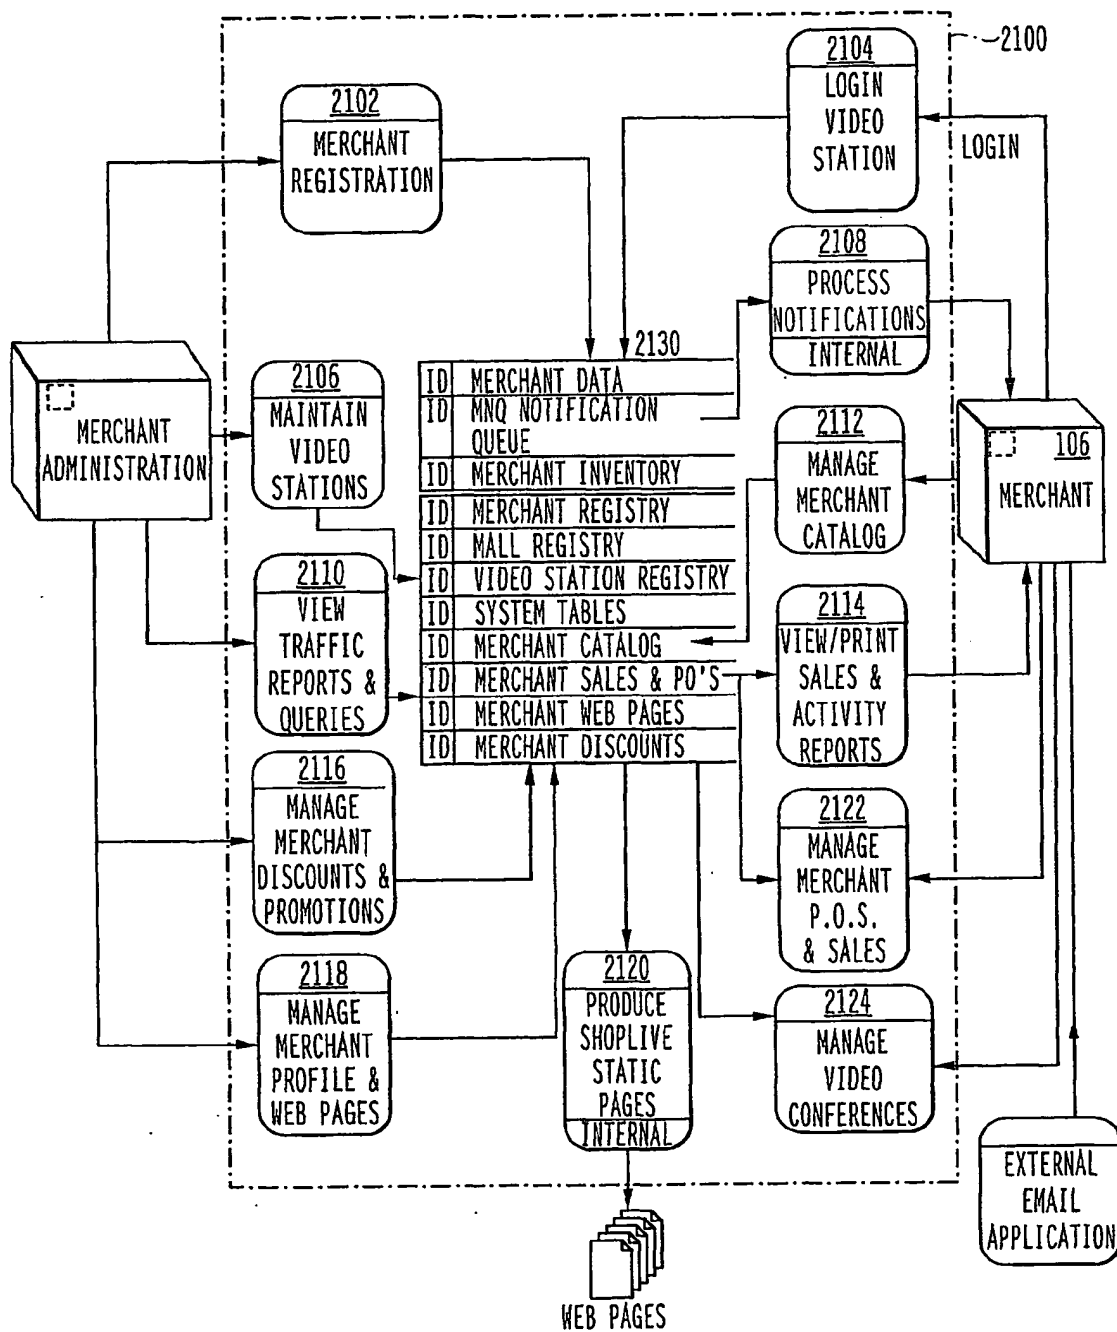 2100
2102
MERCHANT
REGISTRATION
2104
LOGIN
VIDEO
STATION
LOGIN
2108
PROCESS
NOTIFICATIONS
INTERNAL
MERCHANT
ADMINISTRATION
2106
MAINTAIN
VIDEO
STATIONS
2130
ID MERCHANT DATA
ID MNQ NOTIFICATION
QUEUE
ID MERCHANT INVENTORY
ID MERCHANT REGISTRY
ID MALL REGISTRY
ID VIDEO STATION REGISTRY
ID SYSTEM TABLES
ID MERCHANT CATALOG
ID MERCHANT SALES & PO'S
ID MERCHANT WEB PAGES
ID MERCHANT DISCOUNTS
2112
MANAGE
MERCHANT
CATALOG
106
MERCHANT
2110
VIEW
TRAFFIC
REPORTS &
QUERIES
2114
VIEW/PRINT
SALES &
ACTIVITY
REPORTS
2116
MANAGE
MERCHANT
DISCOUNTS &
PROMOTIONS
2122
MANAGE
MERCHANT
P.O.S.
& SALES
2118
MANAGE
MERCHANT
PROFILE &
WEB PAGES
2120
PRODUCE
SHOPLIVE
STATIC
PAGES
INTERNAL
2124
MANAGE
VIDEO
CONFERENCES
EXTERNAL
EMAIL
APPLICATION
WEB PAGES